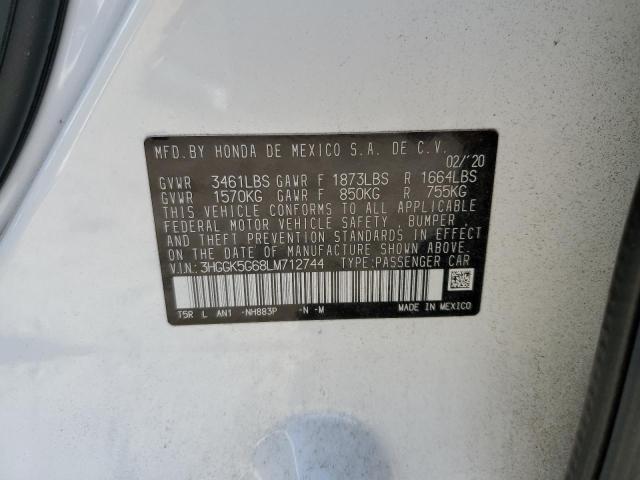 MFD. BY HONDA DE MEXICO S.A. DE C.V.
02/'20
GVWR 3461LBS GAWR F 1873LBS R 1664LBS
GVWR 1570KG GAWR F 850KG R 755KG
THIS VEHICLE CONFORMS TO ALL APPLICABLE
FEDERAL MOTOR VEHICLE SAFETY, BUMPER,
AND THEFT PREVENTION STANDARDS IN EFFECT
ON THE DATE OF MANUFACTURE SHOWN ABOVE.
V.I.N.: 3HGGK5G68LM712744 TYPE:PASSENGER CAR
T5R L AN1 -NH883P -N -M MADE IN MEXICO